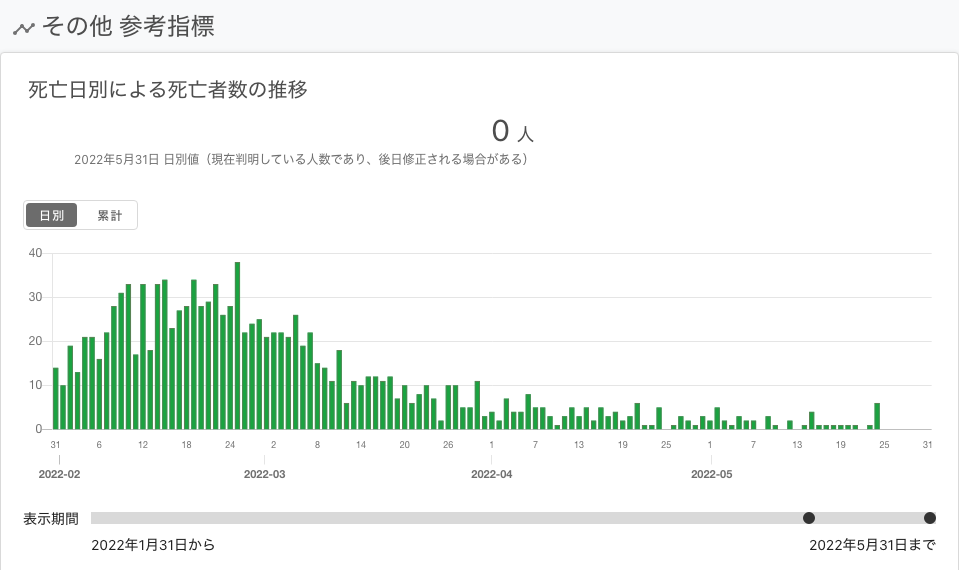 その他 参考指標
死亡日別による死亡者数の推移
0 人
2022年5月31日 日別値（現在判明している人数であり、後日修正される場合がある）
日別 累計
40
30
20
10
0
31 6 12 18 24 2 8 14 20 26 1 7 13 19 25 1 7 13 19 25 31
2022-02 2022-03 2022-04 2022-05
表示期間
2022年1月31日から 2022年5月31日まで